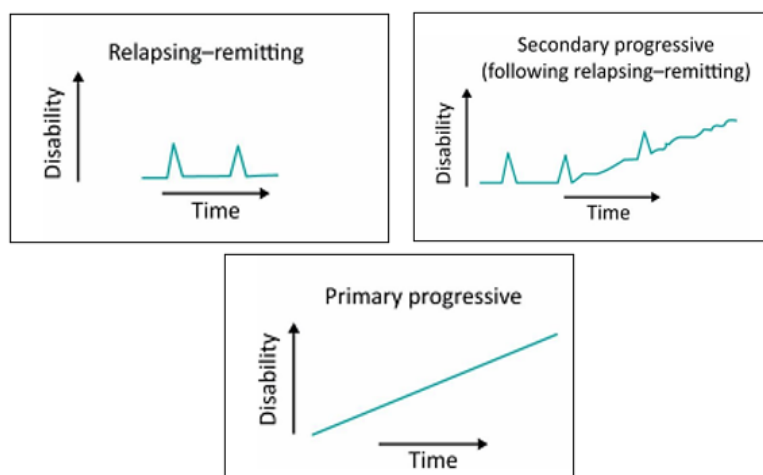 Relapsing–remitting
Disability
Time
Secondary progressive
(following relapsing–remitting)
Disability
Time
Primary progressive
Disability
Time